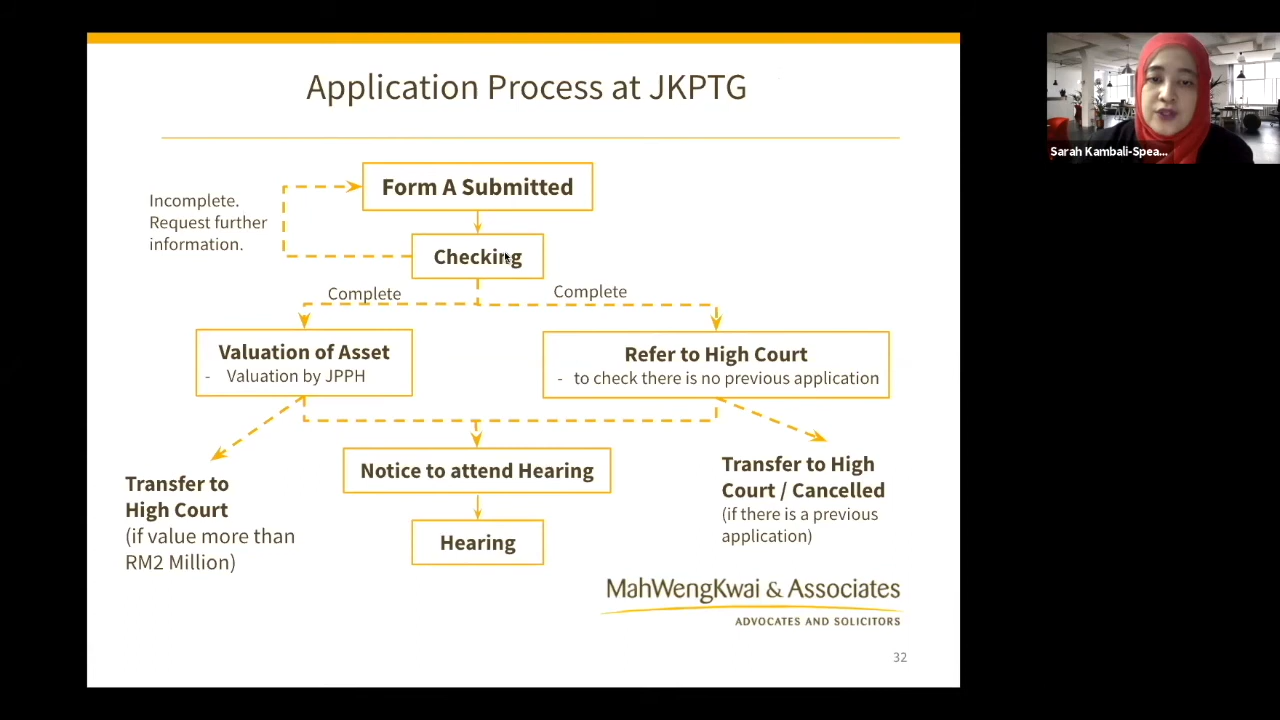 Application Process at JKPTG
Form A Submitted
Incomplete.
Request further
information.
Checking
Complete
Complete
Valuation of Asset
- Valuation by JPPH
Refer to High Court
- to check there is no previous application
Transfer to
High Court
(if value more than
RM2 Million)
Notice to attend Hearing
Hearing
Transfer to High
Court / Cancelled
(if there is a previous
application)
MahWengKwai & Associates
ADVOCATES AND SOLICITORS
32
Sarah Kambali-Spea...